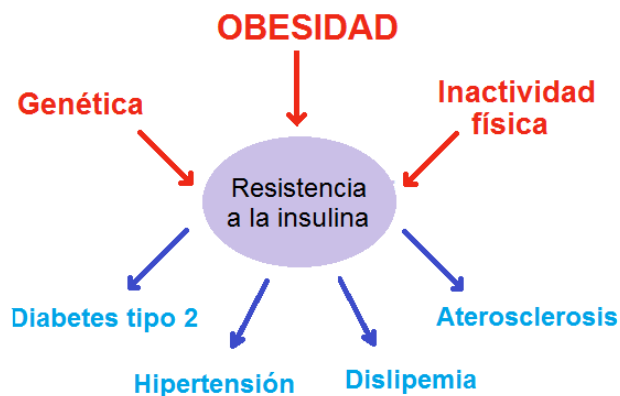 OBESIDAD
Genética
Inactividad
física
Resistencia
a la insulina
Diabetes tipo 2
Aterosclerosis
Hipertensión
Dislipemia